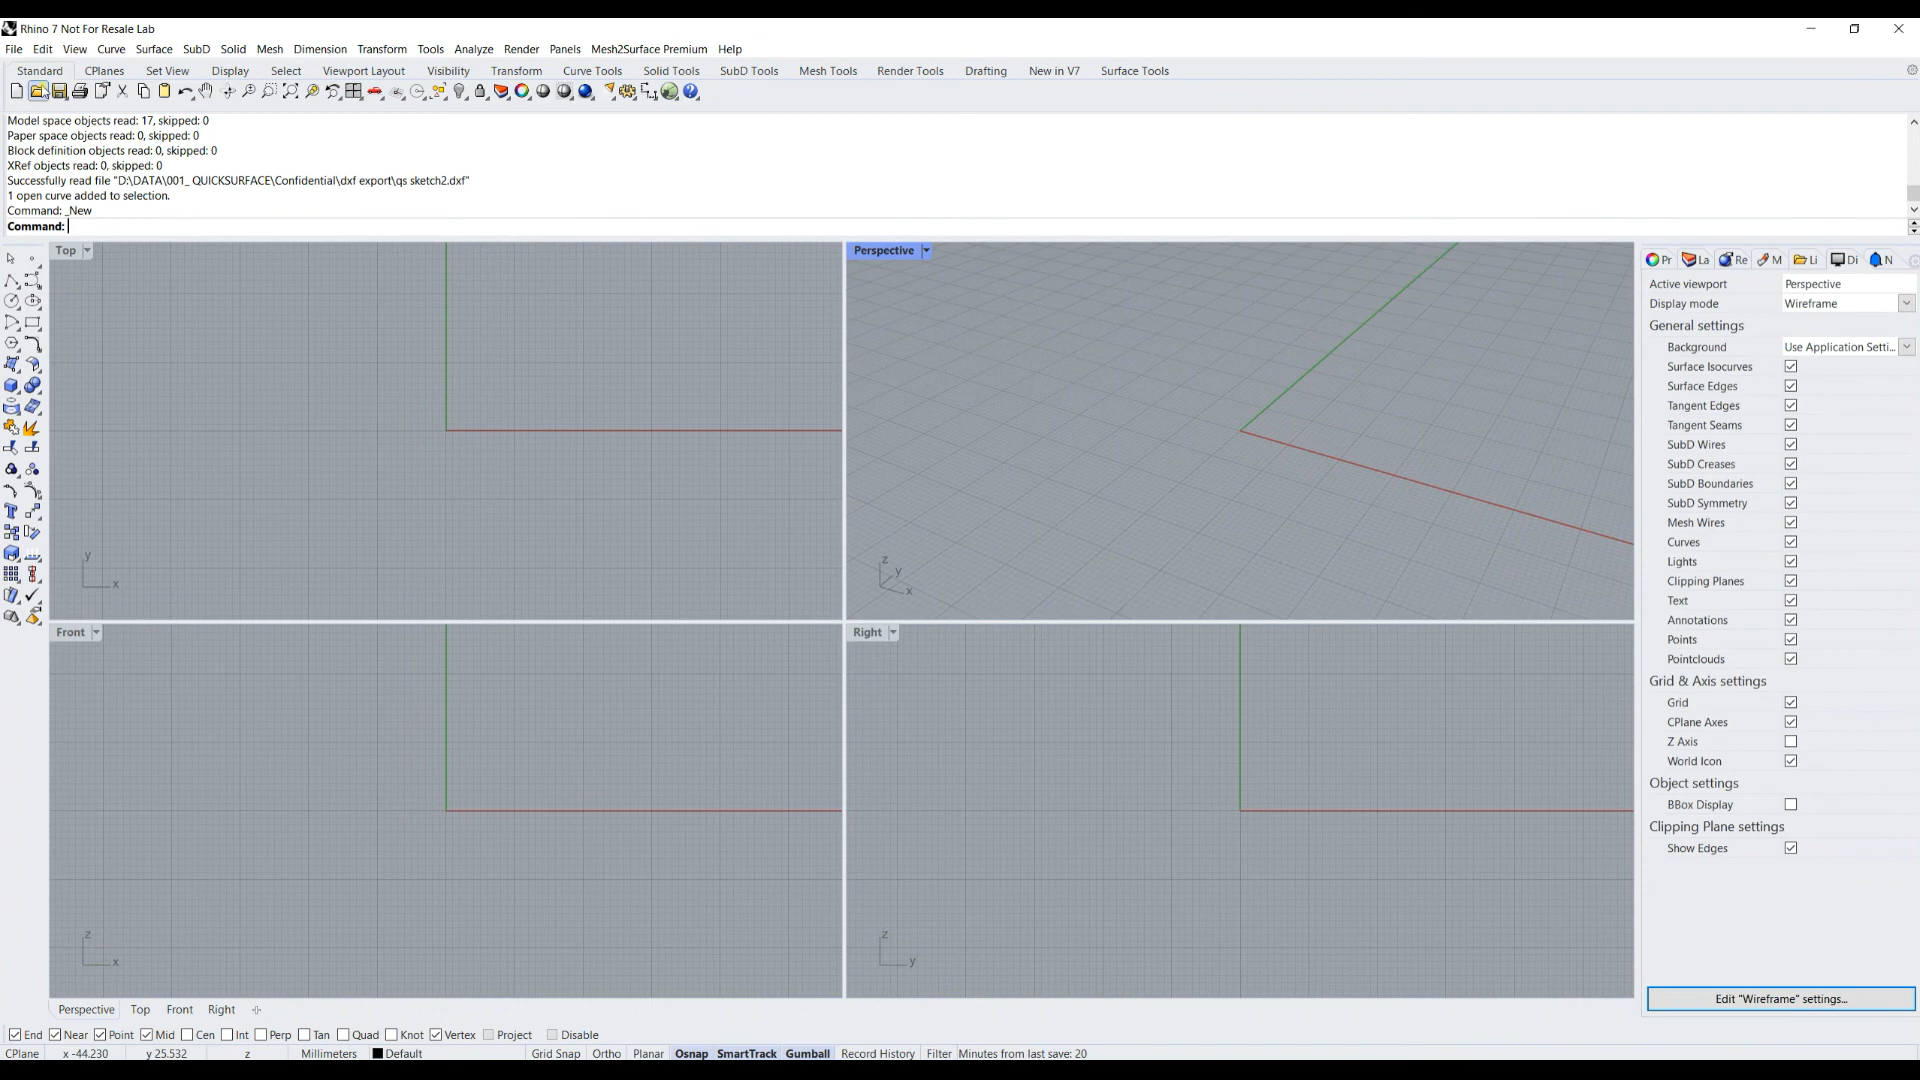 Rhino 7 Not For Resale Lab
File Edit View Curve Surface SubD Solid Mesh Dimension Transform Tools Analyze Render Panels Mesh2Surface Premium Help
Standard CPlanes Set View Display Select Viewport Layout Visibility Transform Curve Tools Solid Tools SubD Tools Mesh Tools Render Tools Drafting New in V7 Surface Tools
Model space objects read: 17, skipped: 0
Paper space objects read: 0, skipped: 0
Block definition objects read: 0, skipped: 0
XRef objects read: 0, skipped: 0
Successfully read file "D:\DATA\001_ QUICKSURFACE\Confidential\dxf export\qs sketch2.dxf"
1 open curve added to selection.
Command: _New
Command:
Top
y
x
Perspective
z
y
x
Front
z
x
Right
z
y
Pr La Re M Li Di N
Active viewport Perspective
Display mode Wireframe
General settings
Background Use Application Setti...
Surface Isocurves
Surface Edges
Tangent Edges
Tangent Seams
SubD Wires
SubD Creases
SubD Boundaries
SubD Symmetry
Mesh Wires
Curves
Lights
Clipping Planes
Text
Annotations
Points
Pointclouds
Grid & Axis settings
Grid
CPlane Axes
Z Axis
World Icon
Object settings
BBox Display
Clipping Plane settings
Show Edges
Edit "Wireframe" settings...
Perspective Top Front Right
End Near Point Mid Cen Int Perp Tan Quad Knot Vertex Project Disable
CPlane x -44.230 y 25.532 z Millimeters Default Grid Snap Ortho Planar Osnap SmartTrack Gumball Record History Filter Minutes from last save: 20